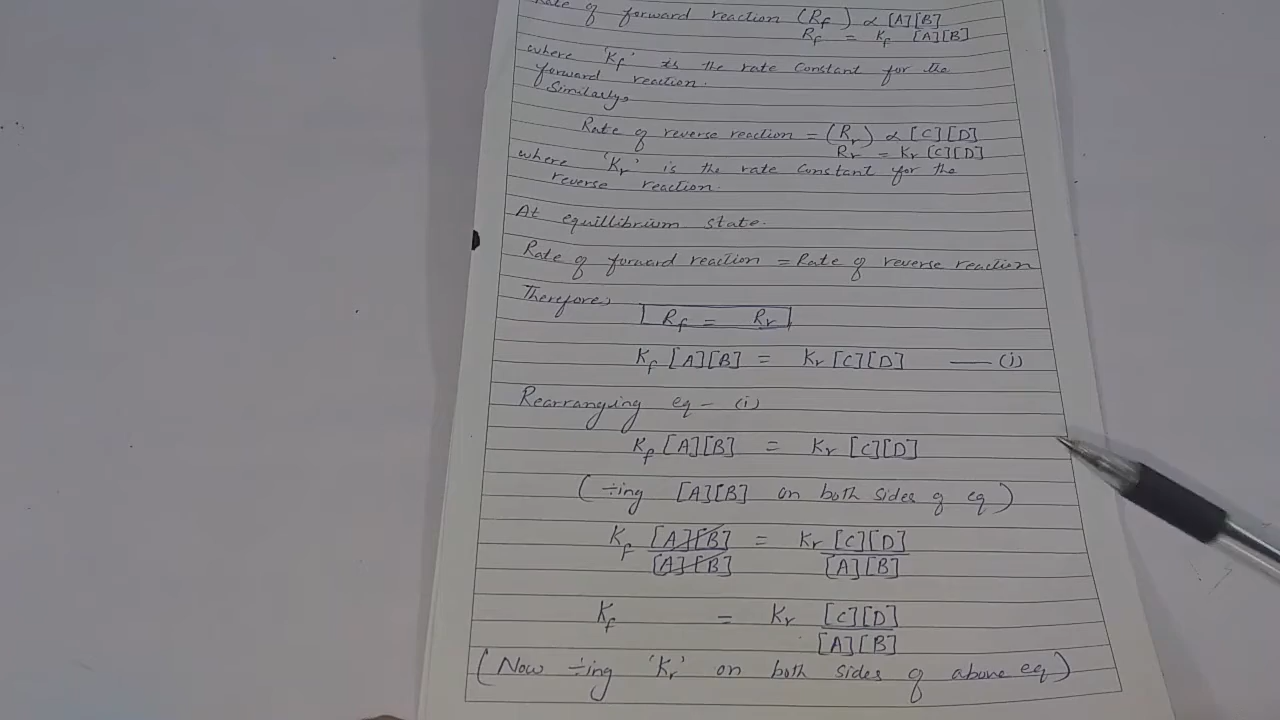 Rate of forward reaction (Rf) ∝ [A][B]
Rf = Kf [A][B]
where 'Kf' is the rate Constant for the
forward reaction.
Similarly,
Rate of reverse reaction = (Rr) ∝ [C][D]
Rr = Kr [C][D]
where 'Kr' is the rate Constant for the
reverse reaction.
At equillibrium state.
Rate of forward reaction = Rate of reverse reaction
Therefore,
Rf = Rr
Kf [A][B] = Kr [C][D] —— (i)
Rearranging eq - (i)
Kf [A][B] = Kr [C][D]
(÷ing [A][B] on both sides of eq)
Kf [A][B] = Kr [C][D]
[A][B] [A][B]
Kf = Kr [C][D]
[A][B]
(Now ÷ing 'Kr' on both sides of above eq)